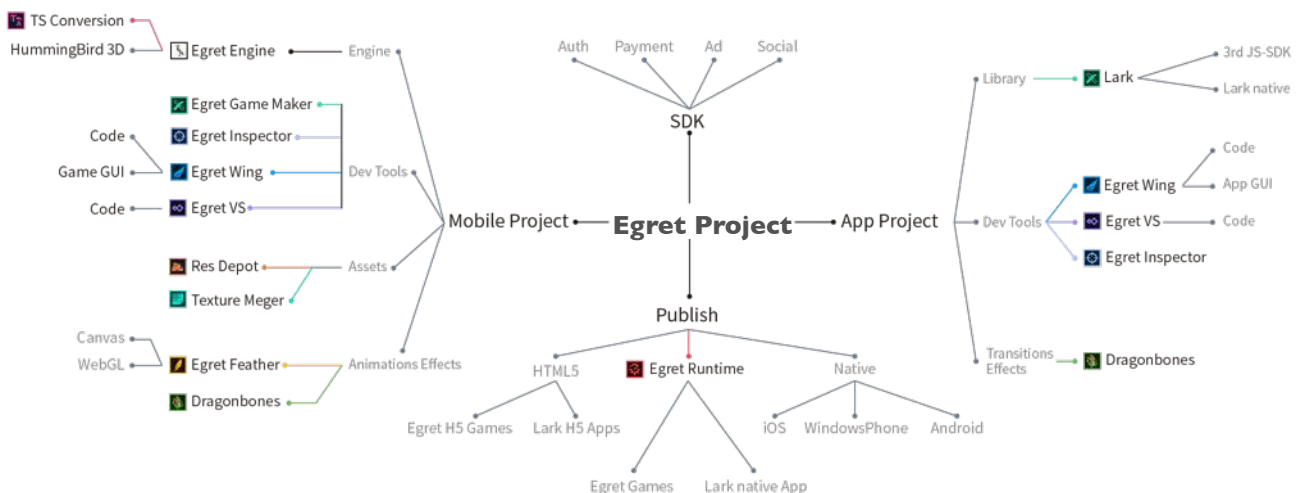 TS Conversion
HummingBird 3D
Egret Engine
Engine
Egret Game Maker
Egret Inspector
Code
Game GUI
Egret Wing
Dev Tools
Code
Egret VS
Mobile Project
Res Depot
Texture Meger
Assets
Canvas
WebGL
Egret Feather
Animations Effects
Dragonbones
Auth
Payment
Ad
Social
SDK
Egret Project
Publish
HTML5
Egret Runtime
Native
Egret H5 Games
Lark H5 Apps
iOS
WindowsPhone
Android
Egret Games
Lark native App
App Project
Library
Lark
3rd JS-SDK
Lark native
Dev Tools
Egret Wing
Code
App GUI
Egret VS
Code
Egret Inspector
Transitions
Effects
Dragonbones